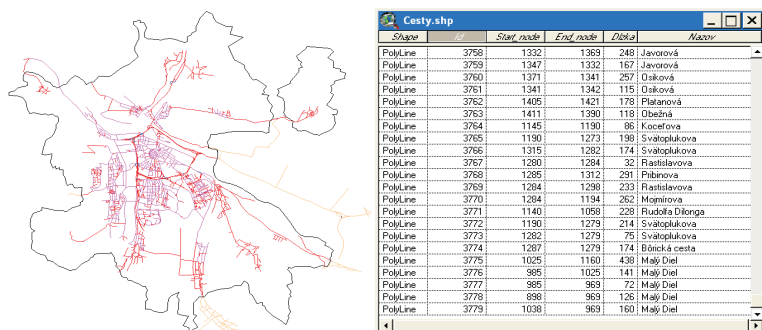 Cesty.shp
Shape Id Start_node End_node Dlzka Nazov
PolyLine 3758 1332 1369 248 Javorová
PolyLine 3759 1347 1332 167 Javorová
PolyLine 3760 1371 1341 257 Osiková
PolyLine 3761 1341 1342 115 Osiková
PolyLine 3762 1405 1421 178 Platanová
PolyLine 3763 1411 1390 118 Obežná
PolyLine 3764 1145 1190 86 Koceľova
PolyLine 3765 1190 1273 198 Svätoplukova
PolyLine 3766 1315 1282 174 Svätoplukova
PolyLine 3767 1280 1284 32 Rastislavova
PolyLine 3768 1285 1312 291 Pribinova
PolyLine 3769 1284 1298 233 Rastislavova
PolyLine 3770 1284 1194 262 Mojmírova
PolyLine 3771 1140 1058 228 Rudolfa Dilonga
PolyLine 3772 1190 1279 214 Svätoplukova
PolyLine 3773 1282 1279 75 Svätoplukova
PolyLine 3774 1287 1279 174 Bôrická cesta
PolyLine 3775 1025 1160 438 Malý Diel
PolyLine 3776 985 1025 141 Malý Diel
PolyLine 3777 985 969 72 Malý Diel
PolyLine 3778 898 969 126 Malý Diel
PolyLine 3779 1038 969 160 Malý Diel